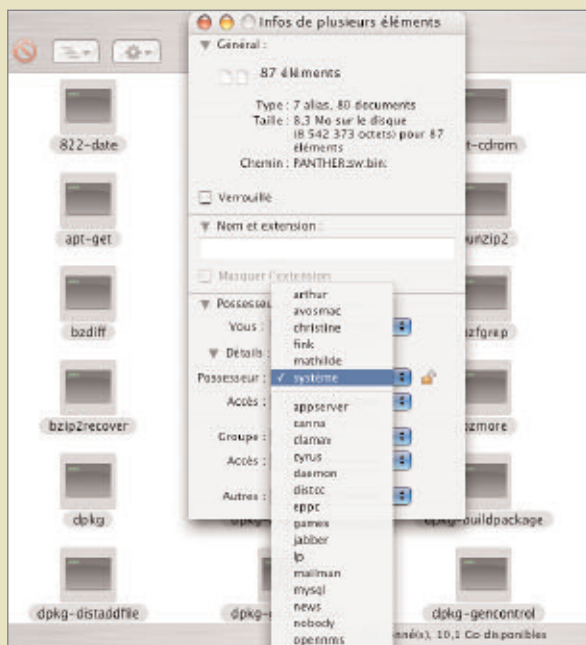 Infos de plusieurs éléments
Général :
87 éléments
Type : 7 alias, 80 documents
Taille : 8,3 Mo sur le disque
(8 542 373 octets) pour 87
éléments
Chemin : PANTHER:sw:bin:
Verrouillé
Nom et extension :
Masquer l'extension
Vous :
Détails :
Possesseur : ✓ système
Accès :
Groupe :
Accès :
Autres :
arthur
avosmac
christine
fink
mathilde
appserver
canna
clamav
cyrus
daemon
distcc
eppc
games
jabber
lp
mailman
mysql
news
nobody
opennms
822-date
apt-get
bzdiff
bzip2recover
dpkg
dpkg-distaddfile
t-cdrom
unzip2
zfgrep
zmore
dpkg-buildpackage
dpkg-gencontrol
10,1 Go disponibles